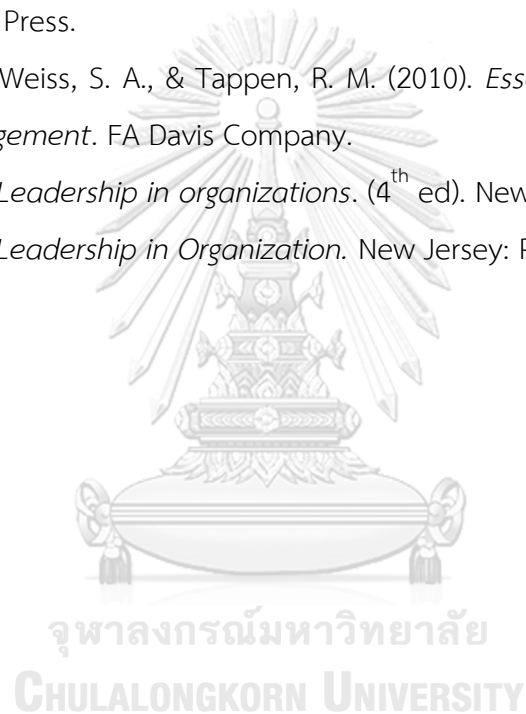 Press.
Weiss, S. A., & Tappen, R. M. (2010). Ess
gement. FA Davis Company.
Leadership in organizations. (4th ed). New
Leadership in Organization. New Jersey: P
จุฬาลงกรณ์มหาวิทยาลัย
CHULALONGKORN UNIVERSITY